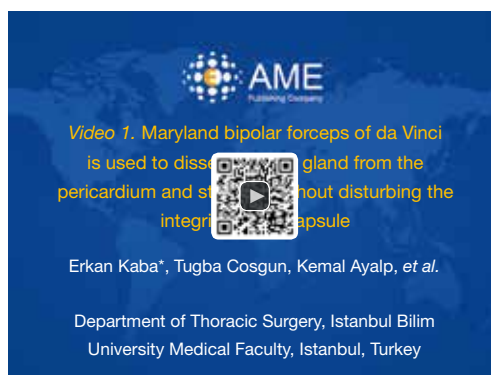 AME
Publishing Company
Video 1. Maryland bipolar forceps of da Vinci
is used to disse gland from the
pericardium and st hout disturbing the
integri apsule
Erkan Kaba*, Tugba Cosgun, Kemal Ayalp, et al.
Department of Thoracic Surgery, Istanbul Bilim
University Medical Faculty, Istanbul, Turkey